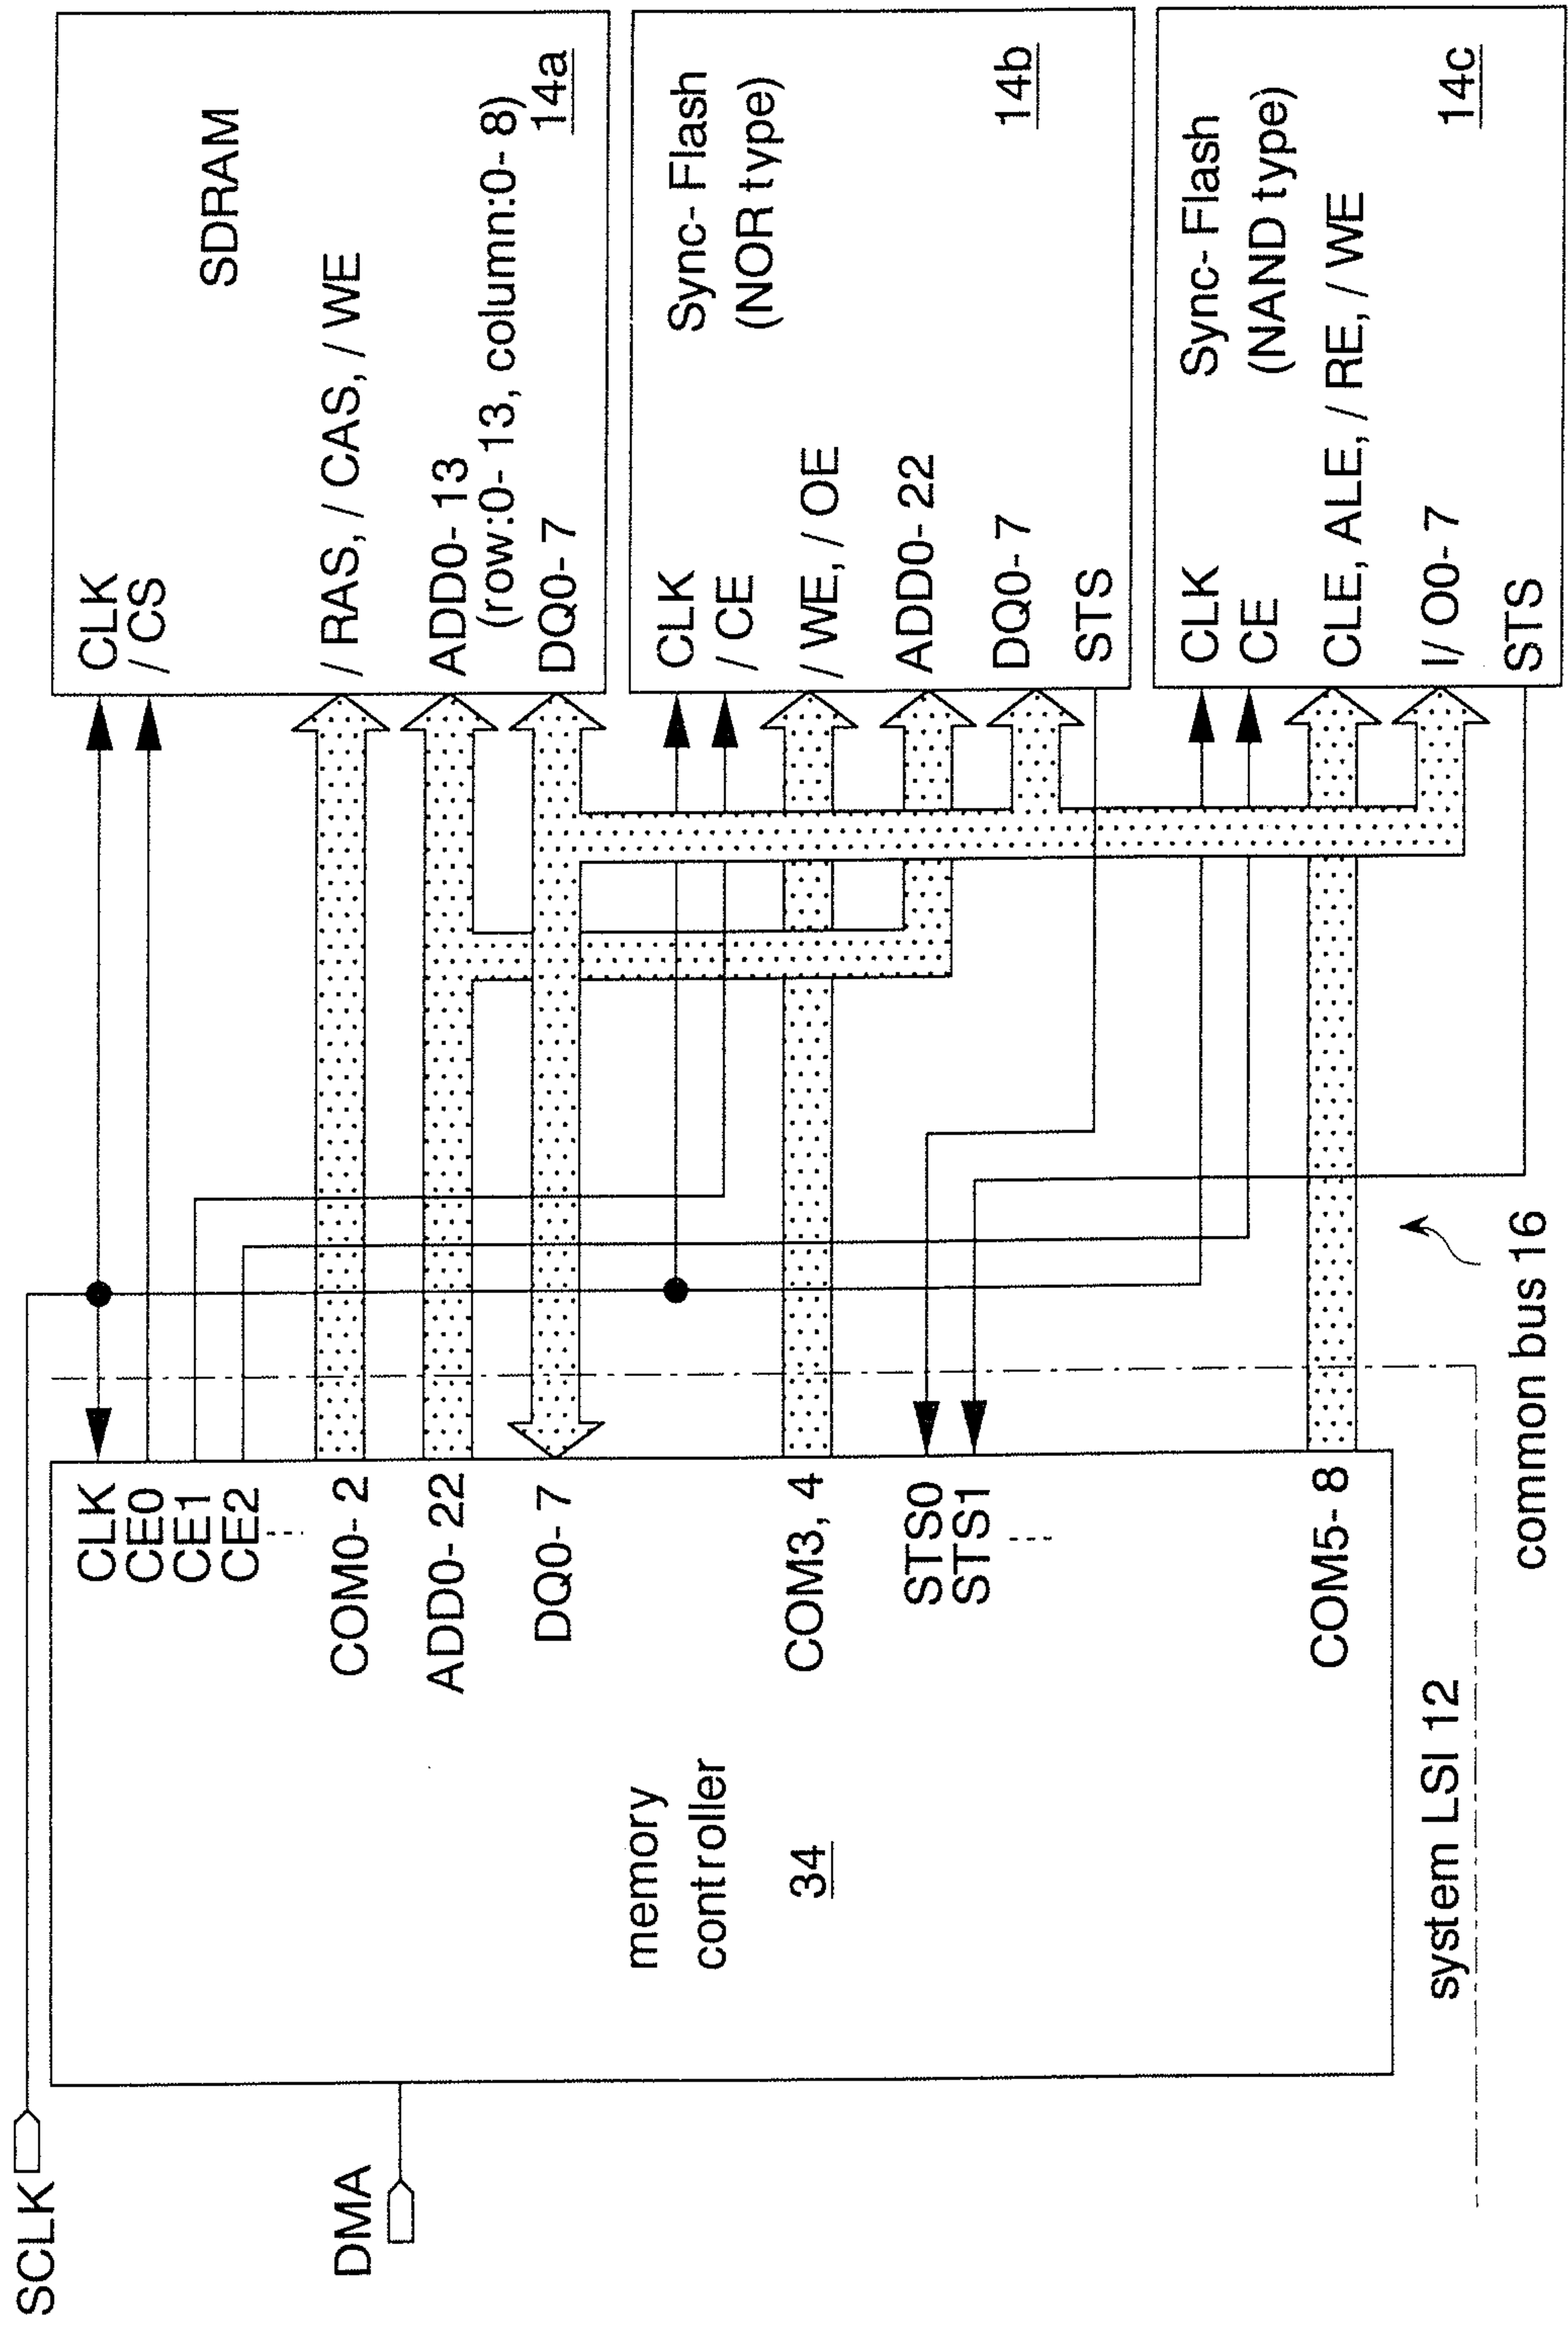 SCLK
DMA
memory
controller
34
CLK
CE0
CE1
CE2
COM0- 2
ADD0- 22
DQ0- 7
COM3, 4
STS0
STS1
COM5- 8
system LSI 12
common bus 16
SDRAM
CLK
/ CS
/ RAS, / CAS, / WE
ADD0- 13
(row:0- 13, column:0- 8)
DQ0- 7
14a
Sync- Flash
(NOR type)
CLK
/ CE
/ WE, / OE
ADD0- 22
DQ0- 7
STS
14b
Sync- Flash
(NAND type)
CLK
CE
CLE, ALE, / RE, / WE
I/ O0- 7
STS
14c